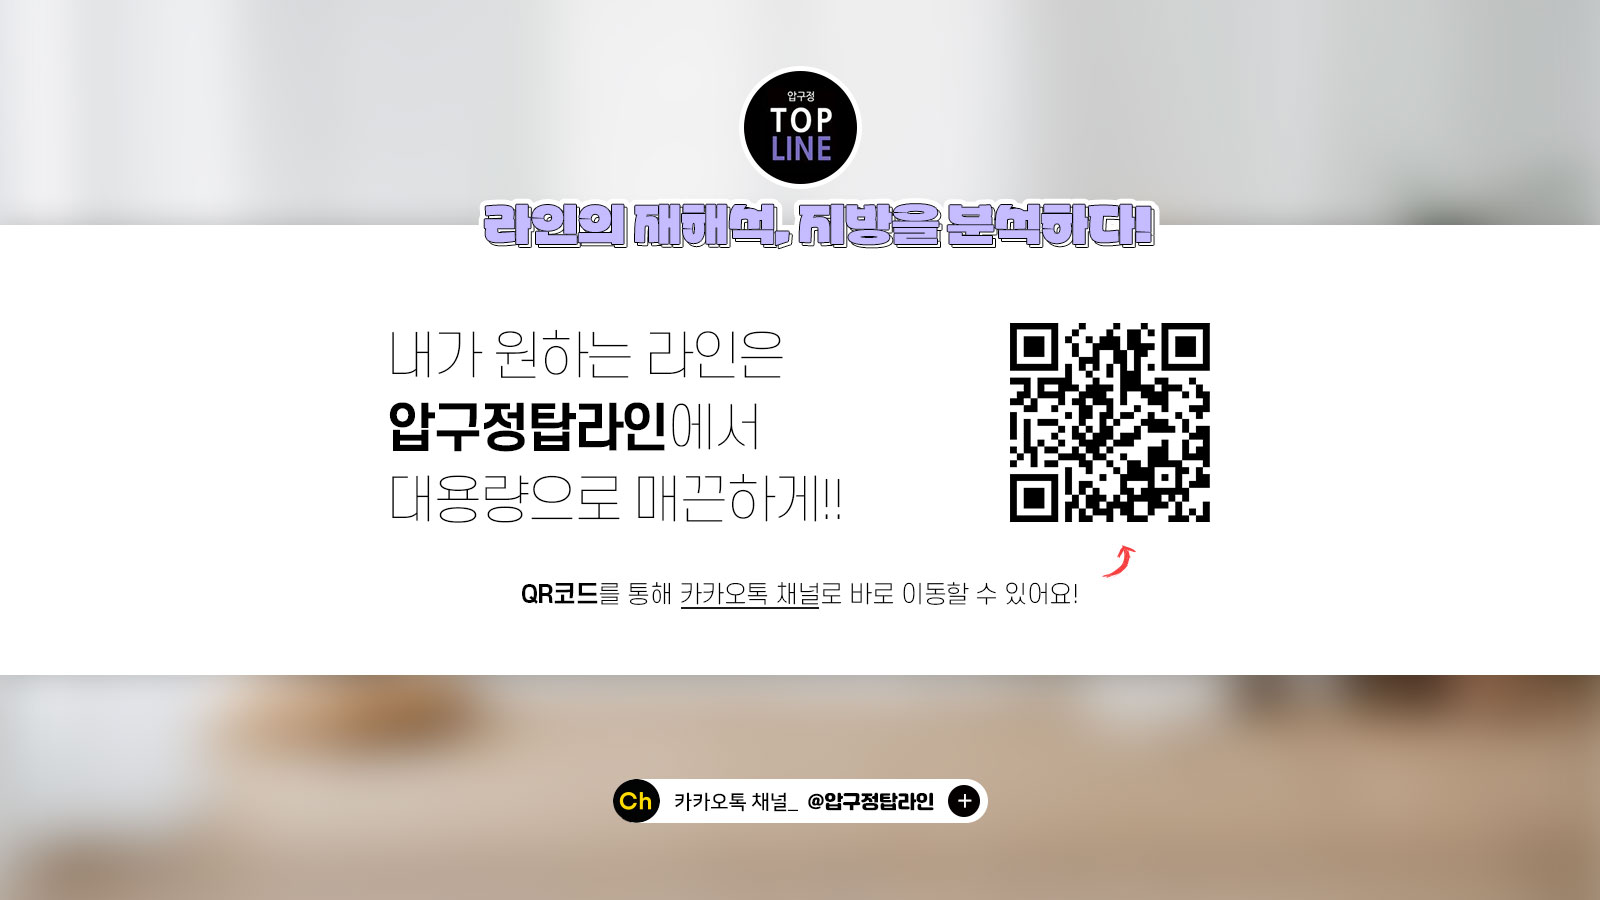 압구정
TOP
LINE
라인의 재해석, 지방을 분석하다!
내가 원하는 라인은
압구정탑라인에서
대용량으로 매끈하게!!
QR코드를 통해 카카오톡 채널로 바로 이동할 수 있어요!
Ch 카카오톡 채널_ @압구정탑라인 +